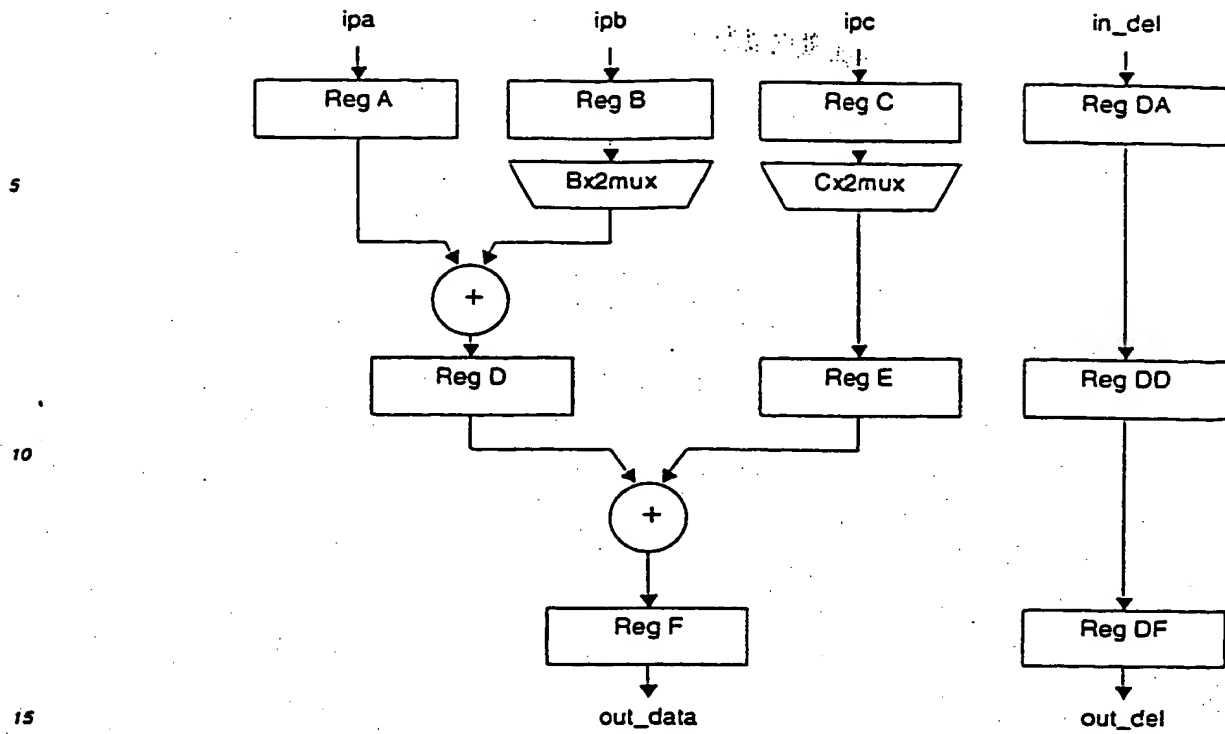 ipa ipb ipc in_del
Reg A Reg B Reg C Reg DA
5 Bx2mux Cx2mux
+
Reg D Reg E Reg DD
10
+
Reg F Reg DF
15 out_data out_del